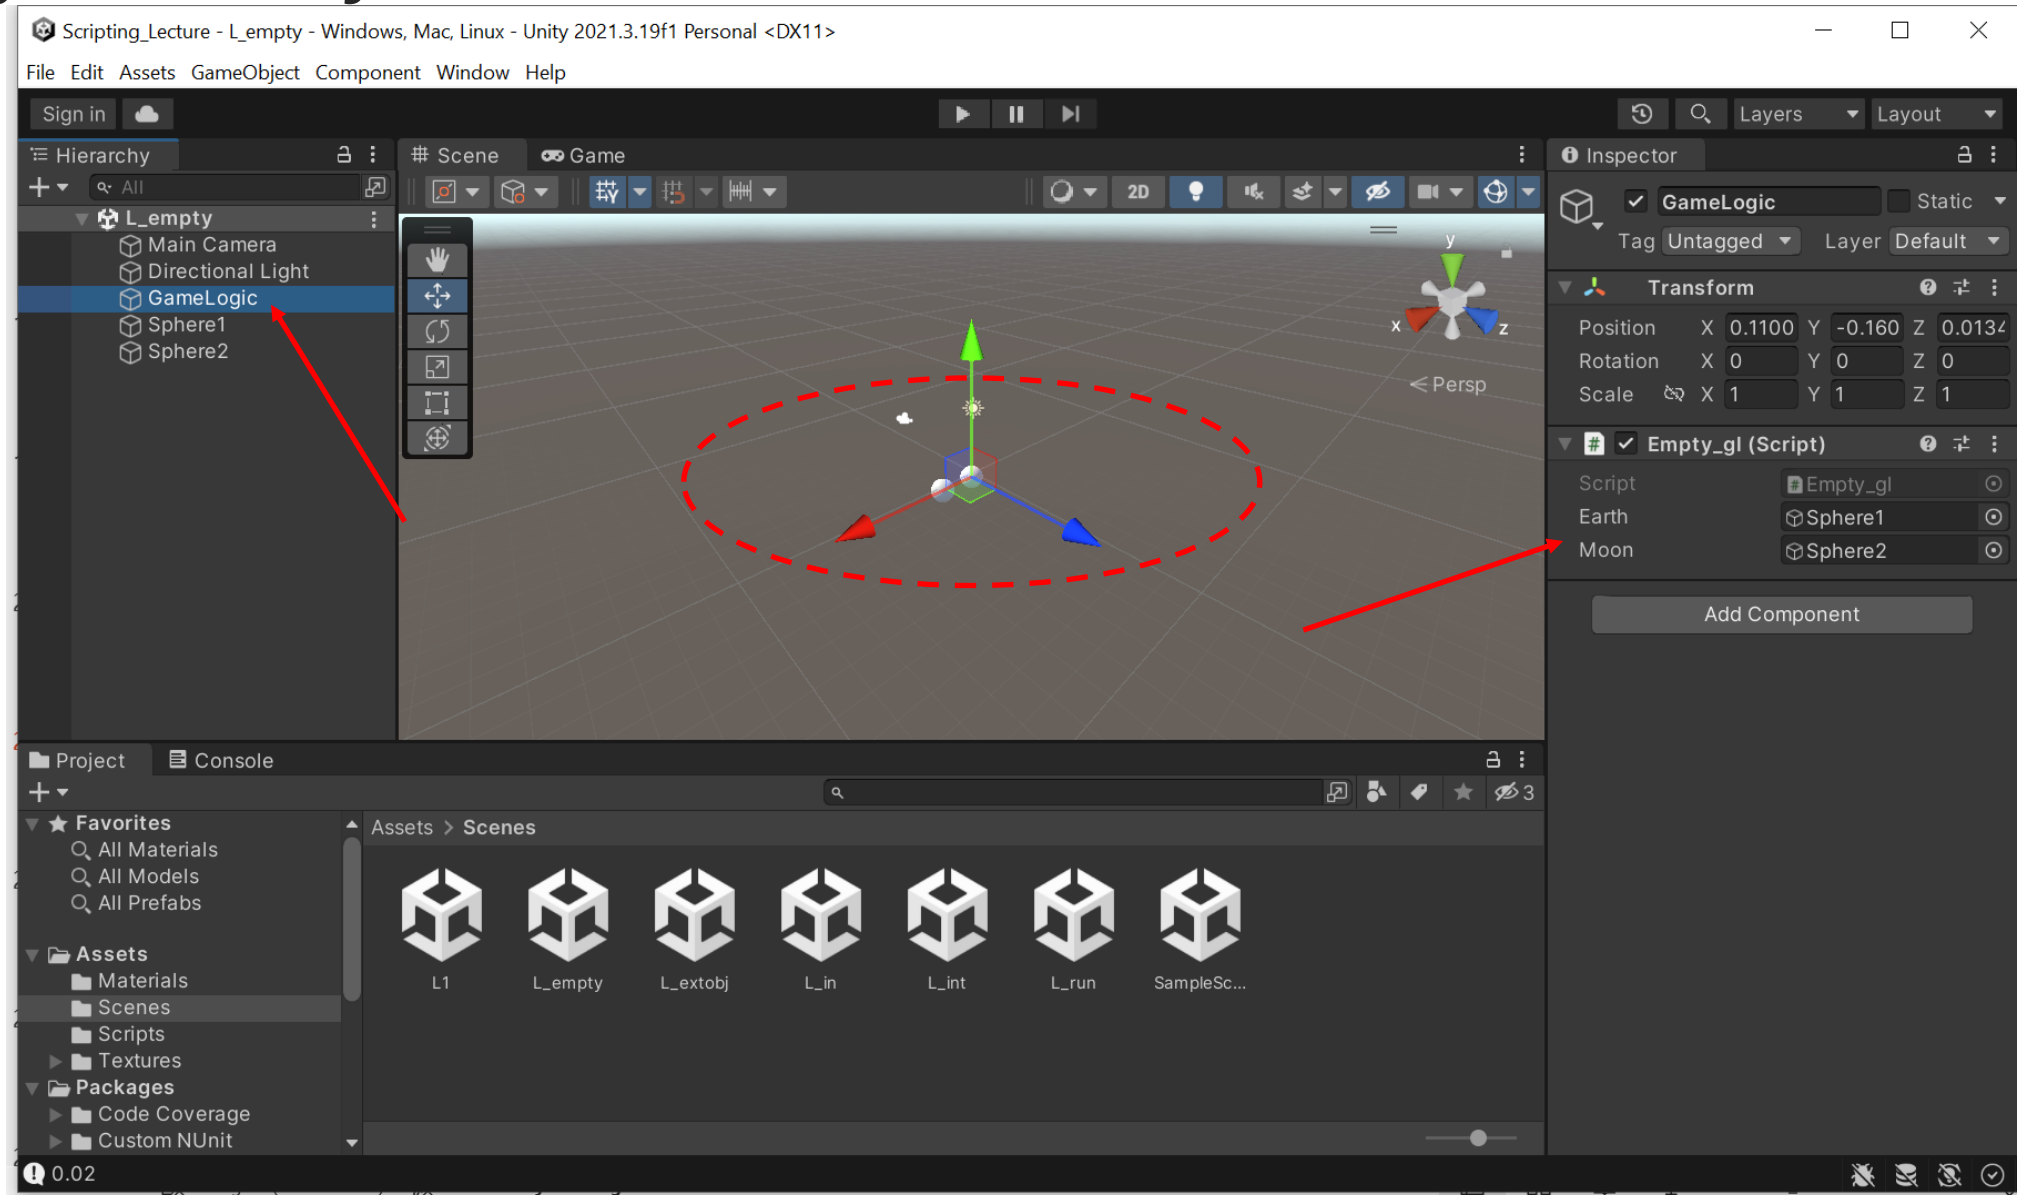 Scripting_Lecture - L_empty - Windows, Mac, Linux - Unity 2021.3.19f1 Personal <DX11>
File Edit Assets GameObject Component Window Help
Sign in
Layers
Layout
Hierarchy
All
L_empty
Main Camera
Directional Light
GameLogic
Sphere1
Sphere2
Scene
Game
2D
y
x
z
Persp
Inspector
GameLogic
Static
Tag Untagged Layer Default
Transform
Position X 0.1100 Y -0.160 Z 0.0134
Rotation X 0 Y 0 Z 0
Scale X 1 Y 1 Z 1
# Empty_gl (Script)
Script Empty_gl
Earth Sphere1
Moon Sphere2
Add Component
Project
Console
3
Favorites
All Materials
All Models
All Prefabs
Assets
Materials
Scenes
Scripts
Textures
Packages
Code Coverage
Custom NUnit
Assets > Scenes
L1
L_empty
L_extobj
L_in
L_int
L_run
SampleSc...
0.02